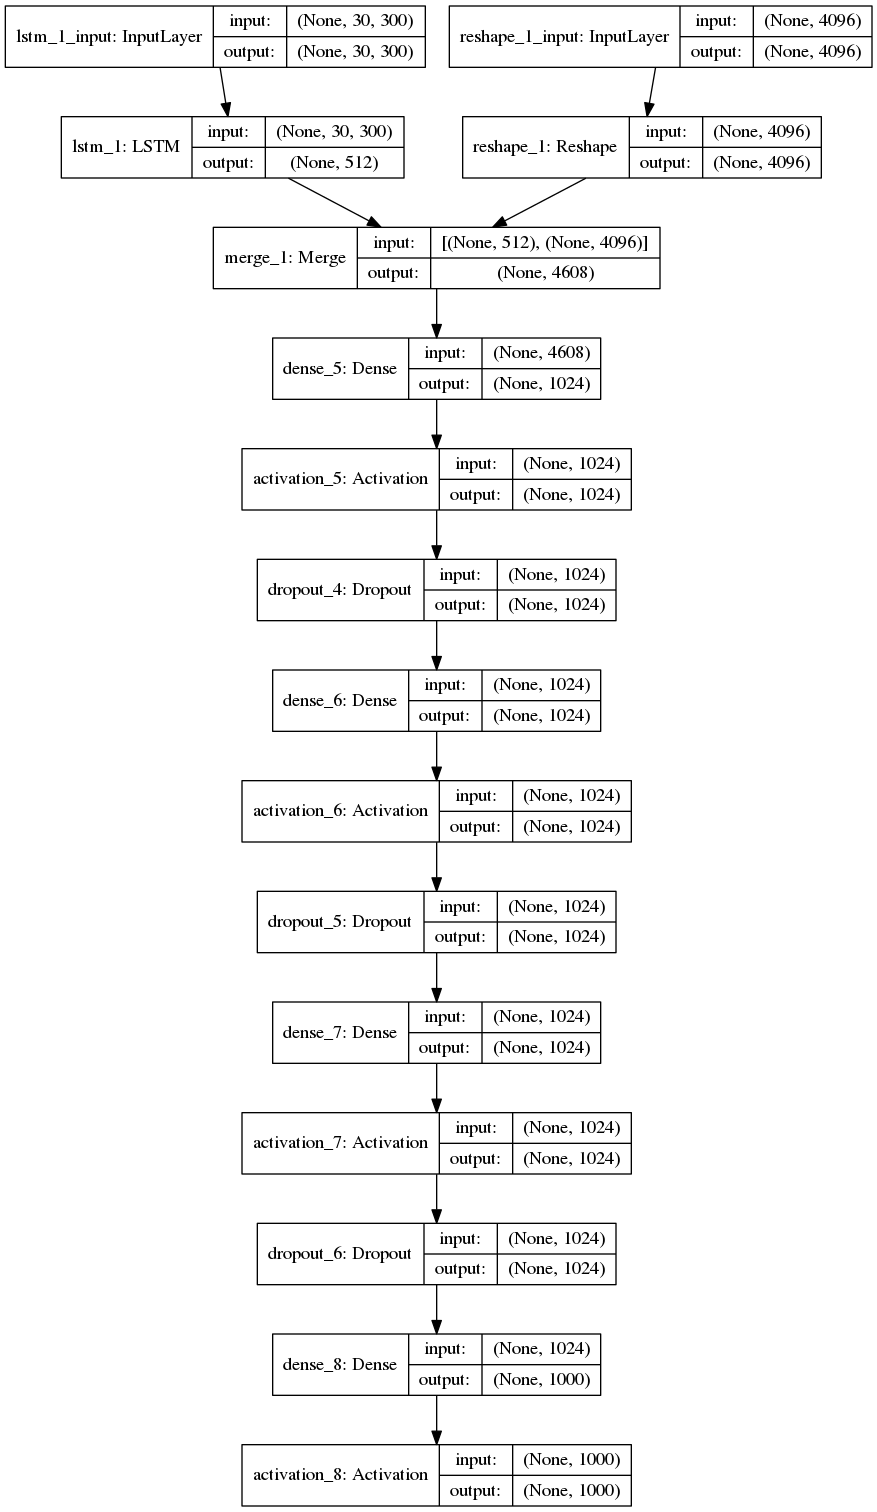 lstm_1_input: InputLayer
input: (None, 30, 300)
output: (None, 30, 300)
reshape_1_input: InputLayer
input: (None, 4096)
output: (None, 4096)
lstm_1: LSTM
input: (None, 30, 300)
output: (None, 512)
reshape_1: Reshape
input: (None, 4096)
output: (None, 4096)
merge_1: Merge
input: [(None, 512), (None, 4096)]
output: (None, 4608)
dense_5: Dense
input: (None, 4608)
output: (None, 1024)
activation_5: Activation
input: (None, 1024)
output: (None, 1024)
dropout_4: Dropout
input: (None, 1024)
output: (None, 1024)
dense_6: Dense
input: (None, 1024)
output: (None, 1024)
activation_6: Activation
input: (None, 1024)
output: (None, 1024)
dropout_5: Dropout
input: (None, 1024)
output: (None, 1024)
dense_7: Dense
input: (None, 1024)
output: (None, 1024)
activation_7: Activation
input: (None, 1024)
output: (None, 1024)
dropout_6: Dropout
input: (None, 1024)
output: (None, 1024)
dense_8: Dense
input: (None, 1024)
output: (None, 1000)
activation_8: Activation
input: (None, 1000)
output: (None, 1000)